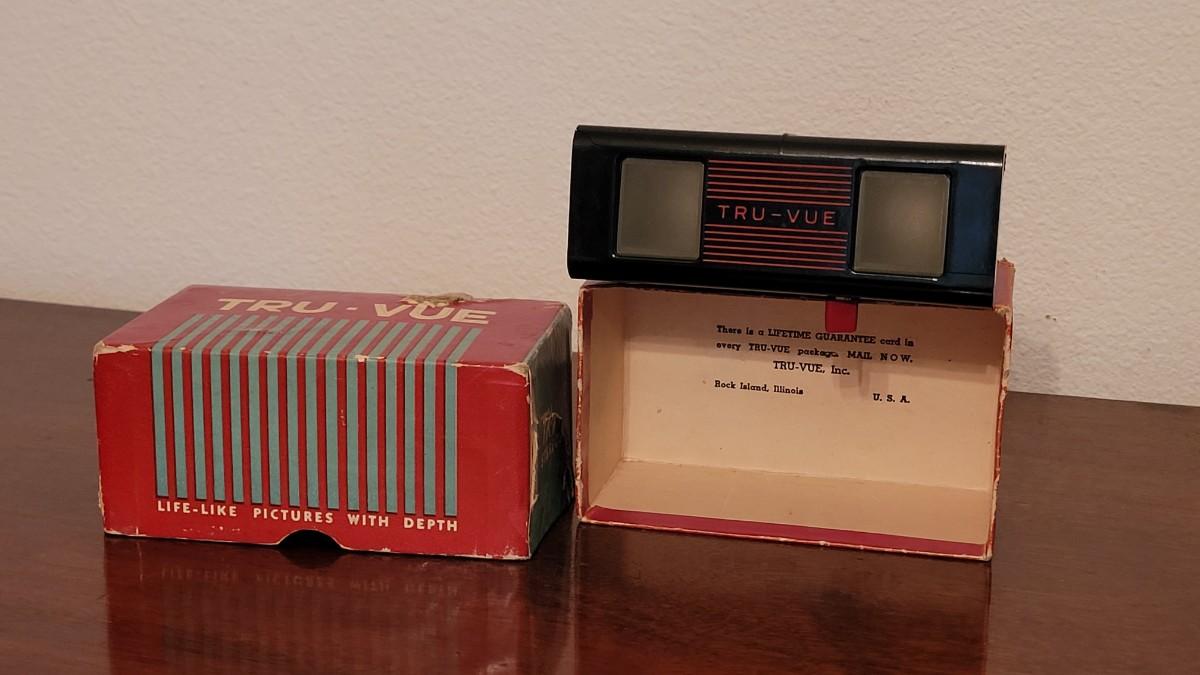 TRU·VUE
LIFE-LIKE PICTURES WITH DEPTH
TRU-VUE
There is a LIFETIME GUARANTEE card in
every TRU-VUE package. MAIL NOW.
TRU-VUE, Inc.
Rock Island, Illinois U. S. A.